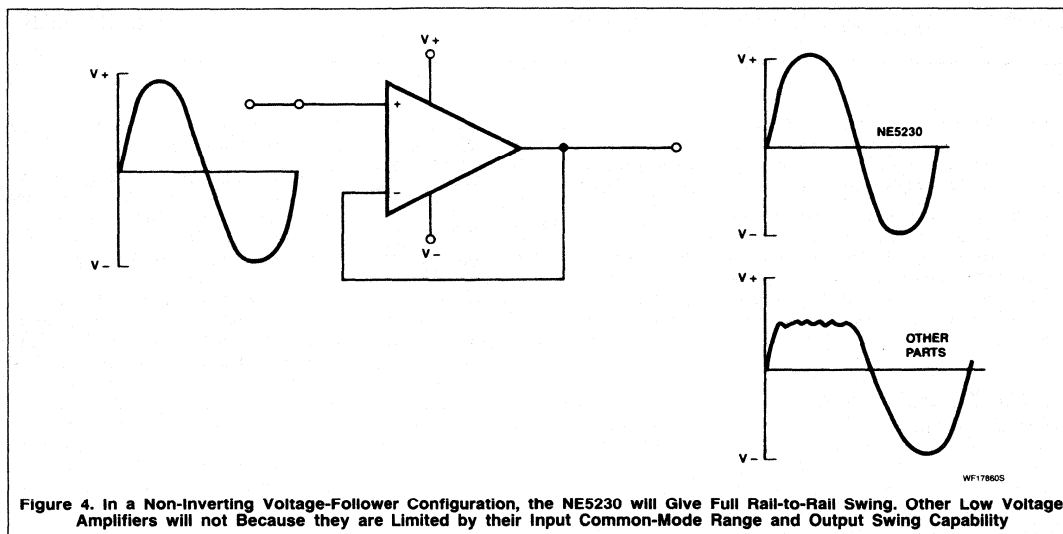 V+
V-
V+
+
-
V-
V+
NE5230
V-
V+
OTHER
PARTS
V-
WF17860S
Figure 4. In a Non-Inverting Voltage-Follower Configuration, the NE5230 will Give Full Rail-to-Rail Swing. Other Low Voltage
Amplifiers will not Because they are Limited by their Input Common-Mode Range and Output Swing Capability